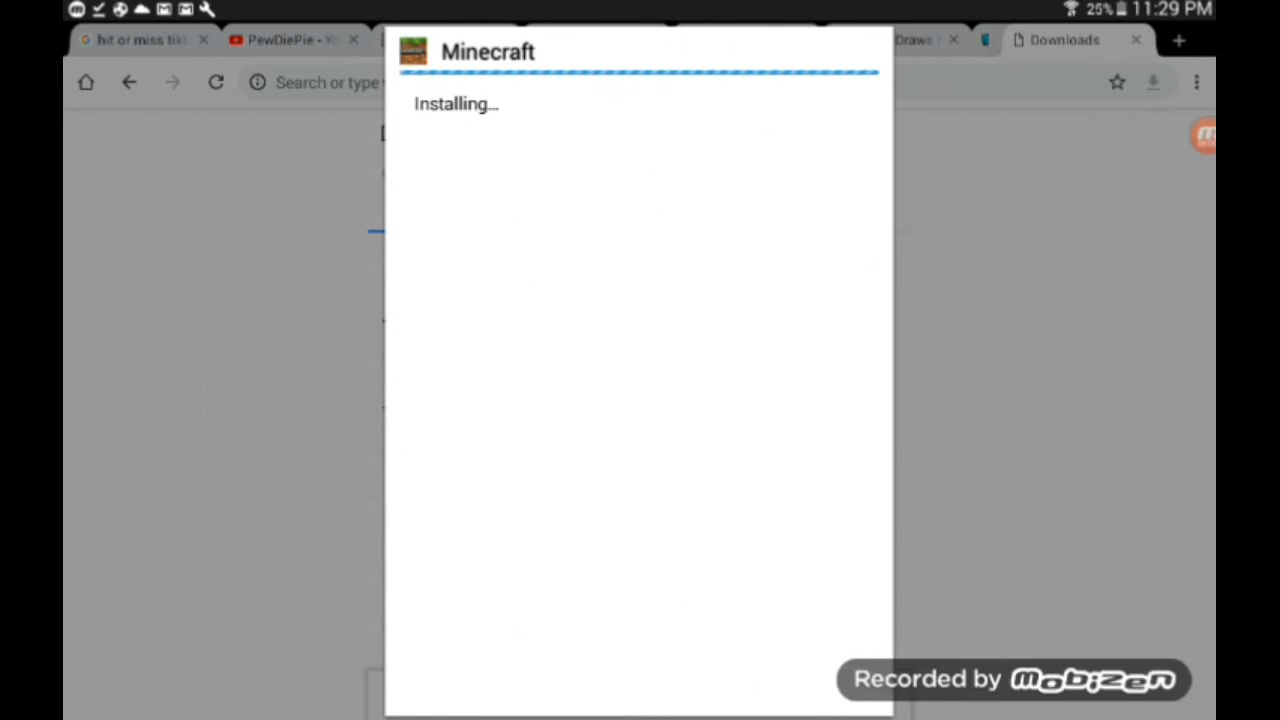 25% 11:29 PM
hit or miss tikt
PewDiePie - Yo
Draws
Downloads
Search or type
Minecraft
Installing...
Recorded by mobizen